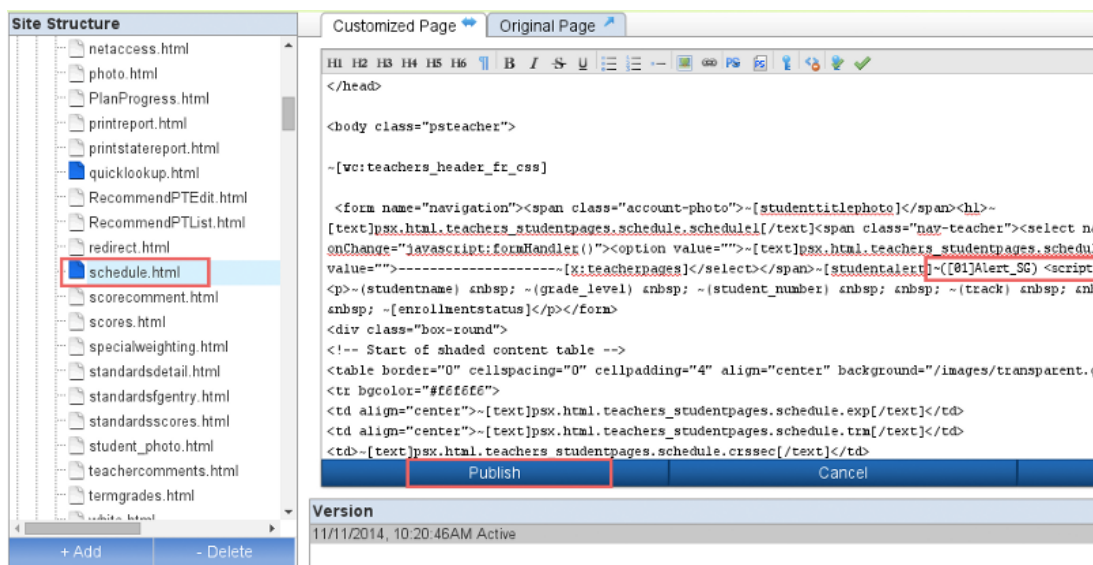 Site Structure
netaccess.html
photo.html
PlanProgress.html
printreport.html
printstatereport.html
quicklookup.html
RecommendPTEdit.html
RecommendPTList.html
redirect.html
schedule.html
scorecomment.html
scores.html
specialweighting.html
standardsdetail.html
standardsfgentry.html
standardsscores.html
student_photo.html
teachercomments.html
termgrades.html
white.html
+ Add
- Delete
Customized Page
Original Page
H1 H2 H3 H4 H5 H6 ¶ B I S U PS PS
</head>
<body class="psteacher">
~[wc:teachers_header_fr_css]
<form name="navigation"><span class="account-photo">~[studenttitlephoto]</span><h1>~
[text]psx.html.teachers_studentpages.schedule.schedule1[/text]<span class="nav-teacher"><select na
onChange="javascript:formHandler()"><option value="">~[text]psx.html.teachers_studentpages.schedul
value="">--------------------~[x:teacherpages]</select></span>~[studentalert]~([01]Alert_SG) <script
<p>~(studentname) &nbsp; ~(grade_level) &nbsp; ~(student_number) &nbsp; &nbsp; ~(track) &nbsp; &nb
&nbsp; ~[enrollmentstatus]</p></form>
<div class="box-round">
<!-- Start of shaded content table -->
<table border="0" cellspacing="0" cellpadding="4" align="center" background="/images/transparent.g
<tr bgcolor="#f6f6f6">
<td align="center">~[text]psx.html.teachers_studentpages.schedule.exp[/text]</td>
<td align="center">~[text]psx.html.teachers_studentpages.schedule.trm[/text]</td>
<td>~[text]psx.html.teachers_studentpages.schedule.crssec[/text]</td>
Publish
Cancel
Version
11/11/2014, 10:20:46AM Active